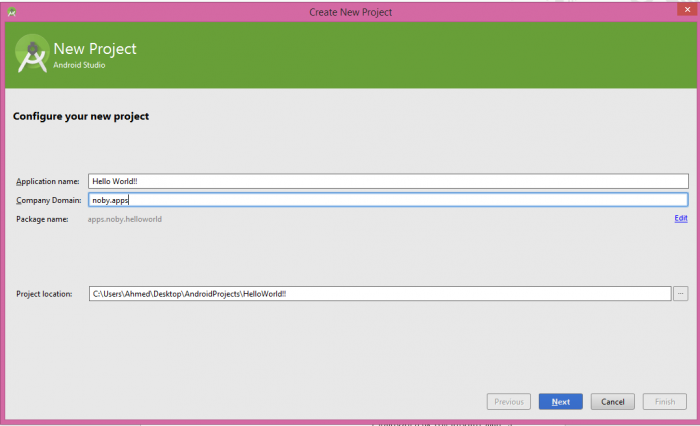 Create New Project
New Project
Android Studio
Configure your new project
Application name: Hello World!!
Company Domain: noby.apps
Package name: apps.noby.helloworld Edit
Project location: C:\Users\Ahmed\Desktop\AndroidProjects\HelloWorld!! ...
Previous Next Cancel Finish